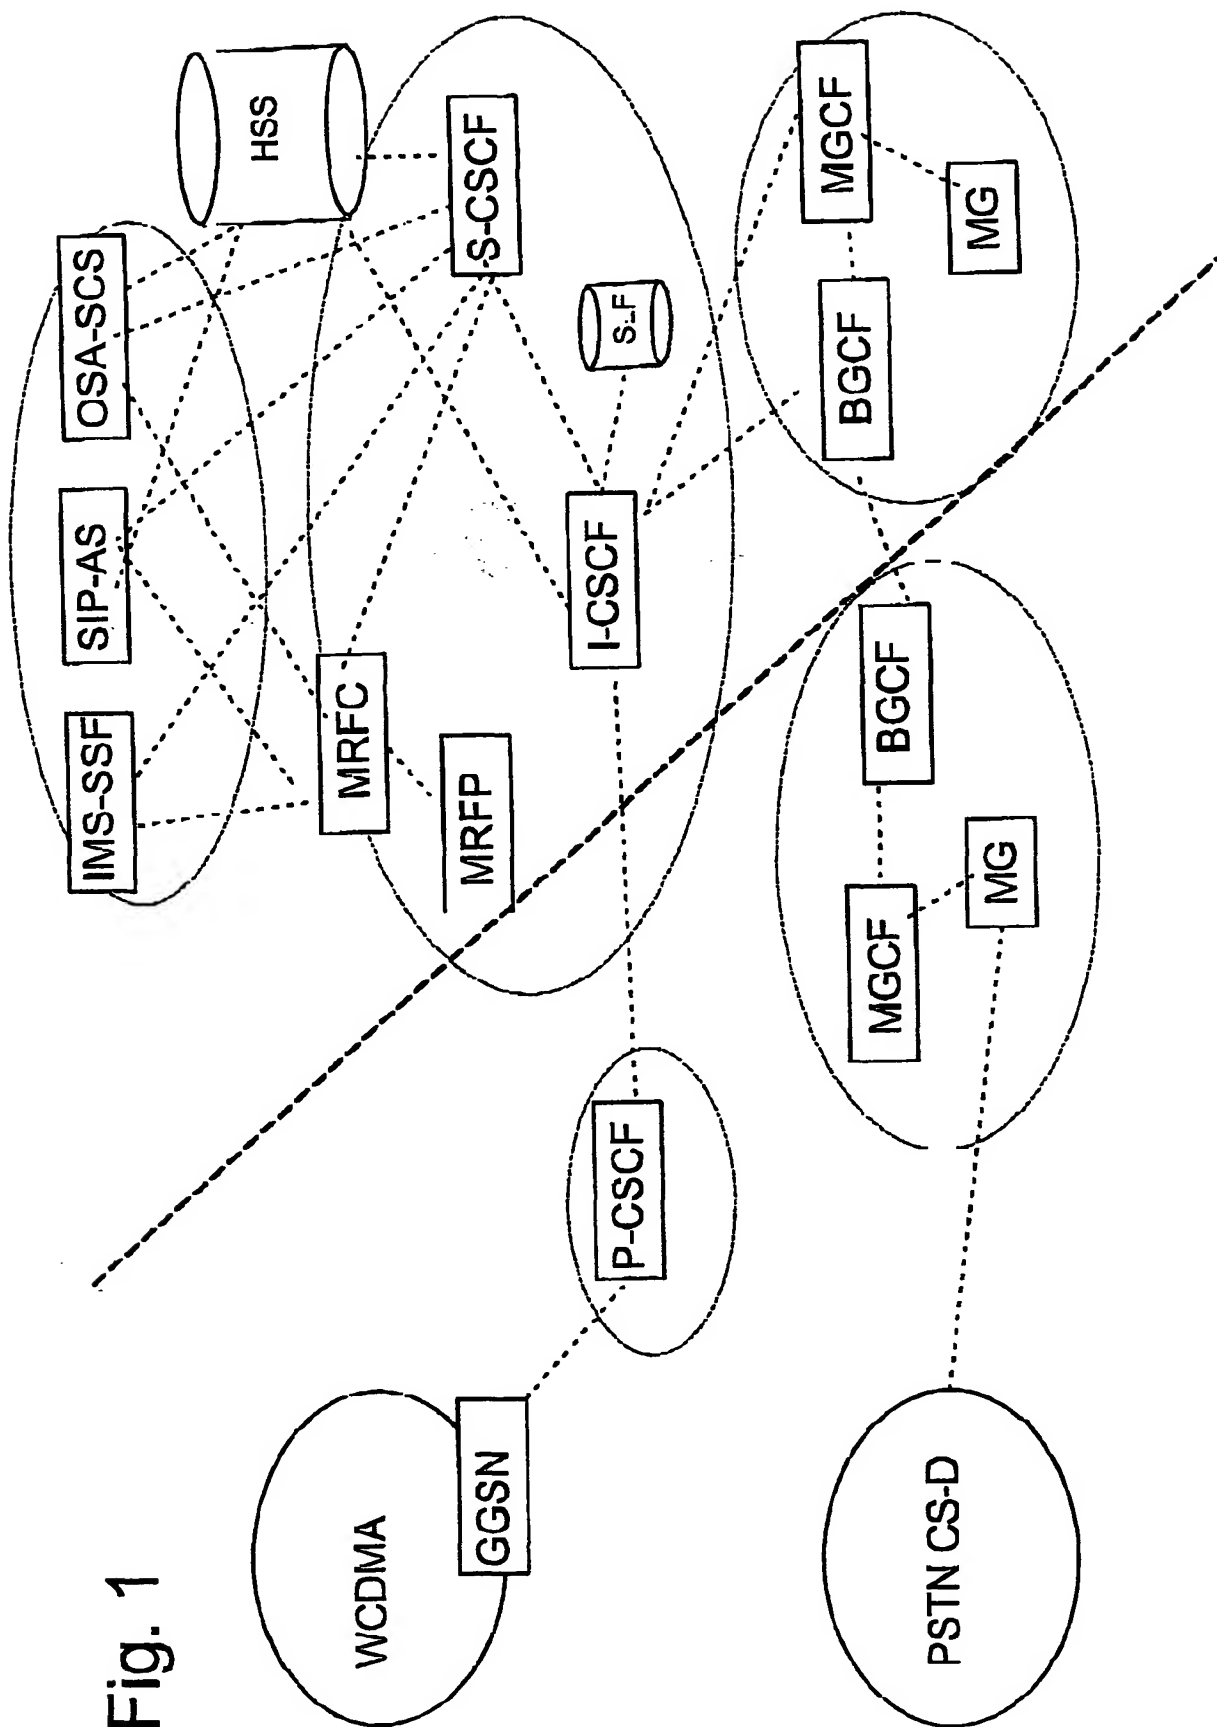 Fig. 1
IMS-SSF
SIP-AS
OSA-SCS
HSS
MRFC
MRFP
S-CSCF
I-CSCF
WCDMA
GGSN
P-CSCF
BGCF
MGCF
MG
MGCF
BGCF
MG
PSTN CS-D